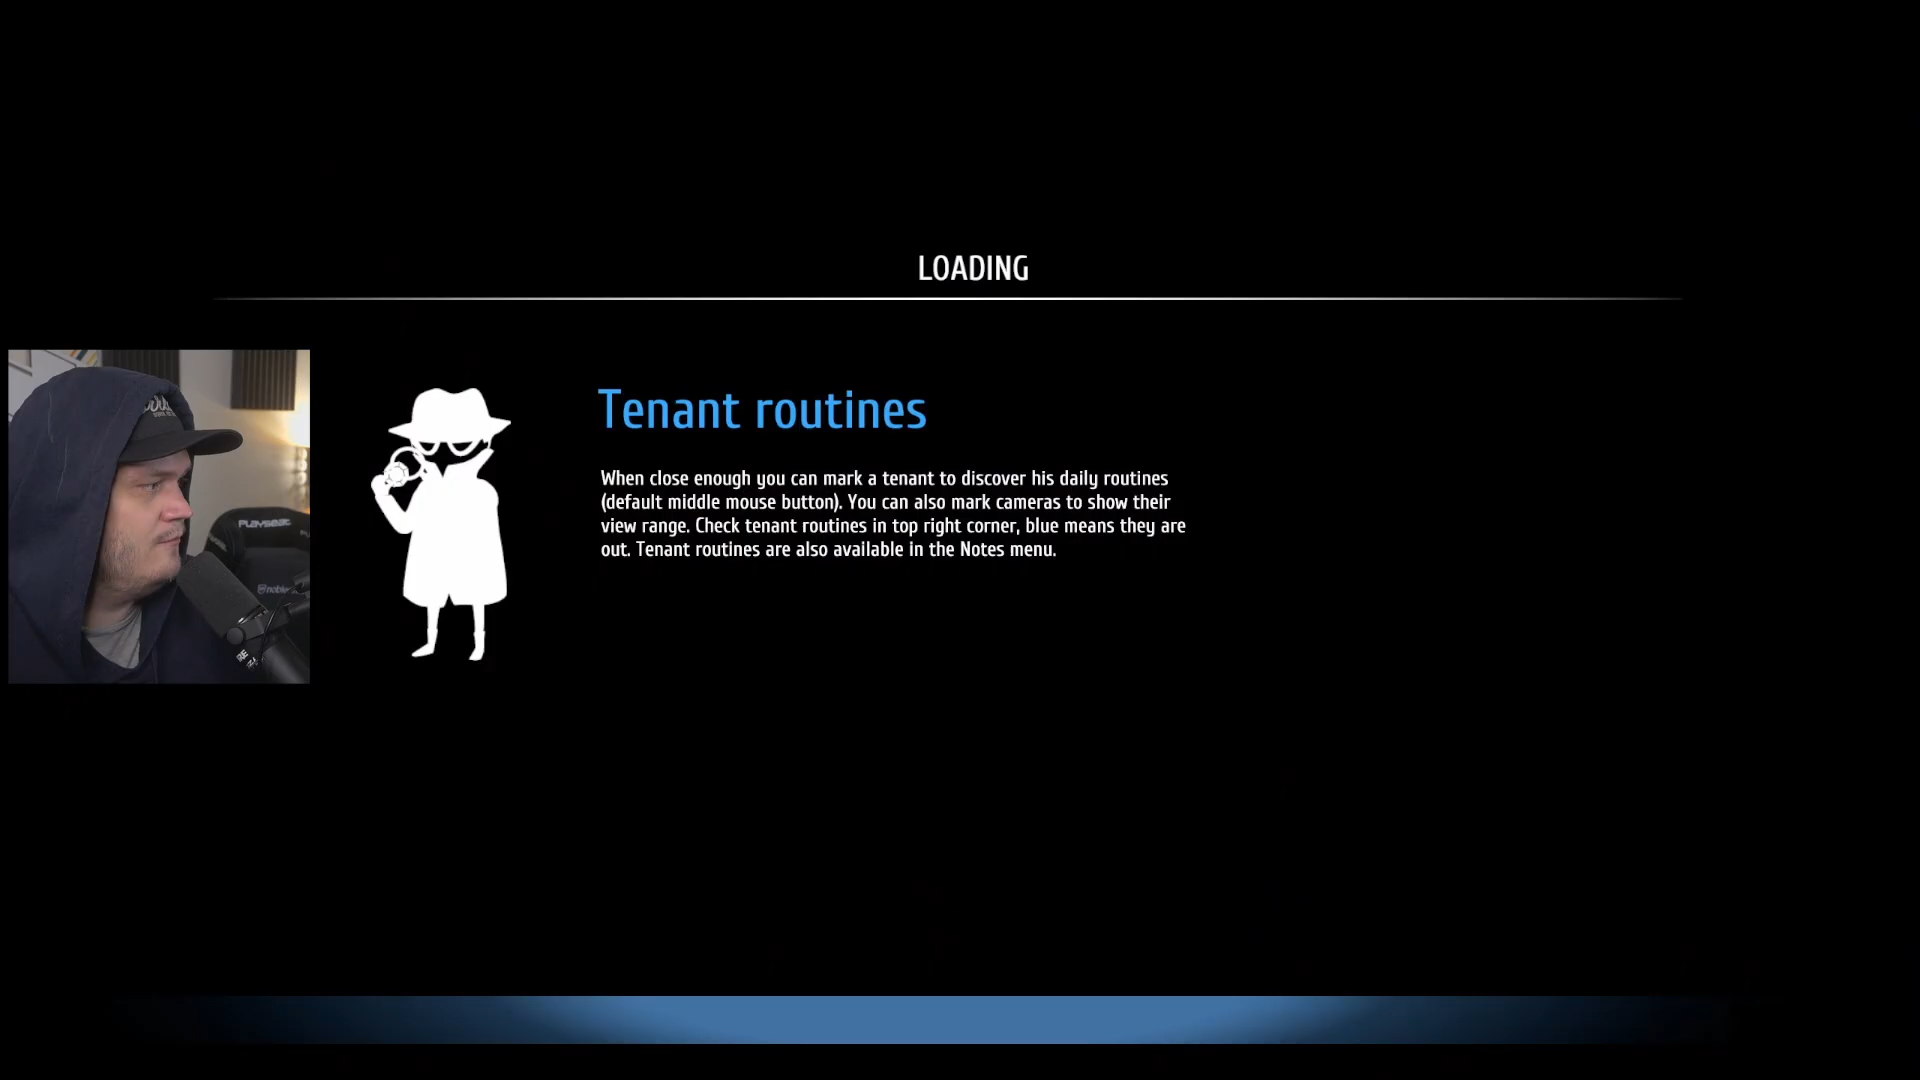 LOADING
Tenant routines
When close enough you can mark a tenant to discover his daily routines
(default middle mouse button). You can also mark cameras to show their
view range. Check tenant routines in top right corner, blue means they are
out. Tenant routines are also available in the Notes menu.
PLAYSEAT
noble